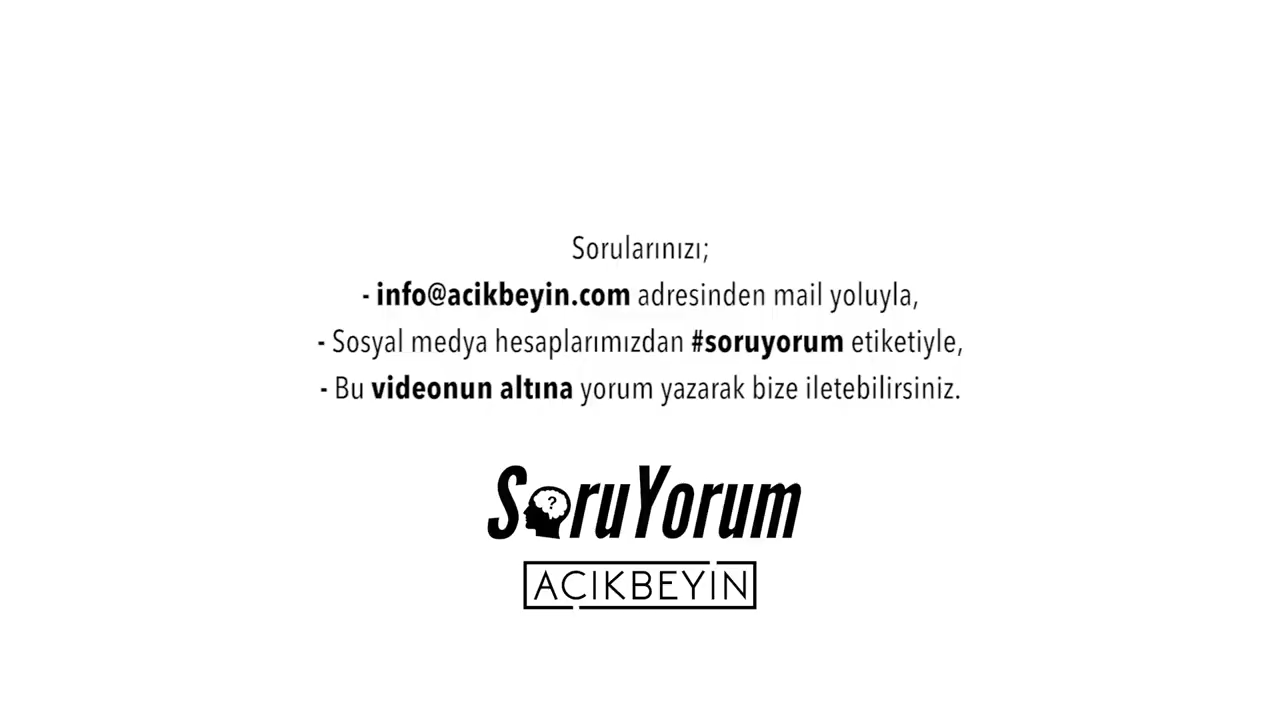 Sorularınızı;
- info@acikbeyin.com adresinden mail yoluyla,
- Sosyal medya hesaplarımızdan #soruyorum etiketiyle,
- Bu videonun altına yorum yazarak bize iletebilirsiniz.
SoruYorum
AÇIKBEYİN